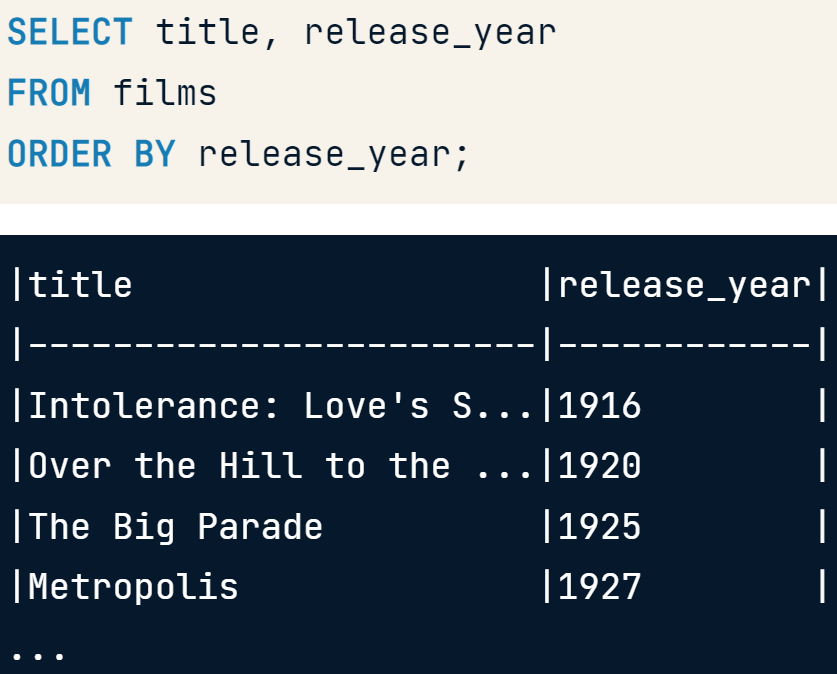 SELECT title, release_year
FROM films
ORDER BY release_year;
|title                   |release_year|
|------------------------|------------|
|Intolerance: Love's S...|1916        |
|Over the Hill to the ...|1920        |
|The Big Parade          |1925        |
|Metropolis              |1927        |
...